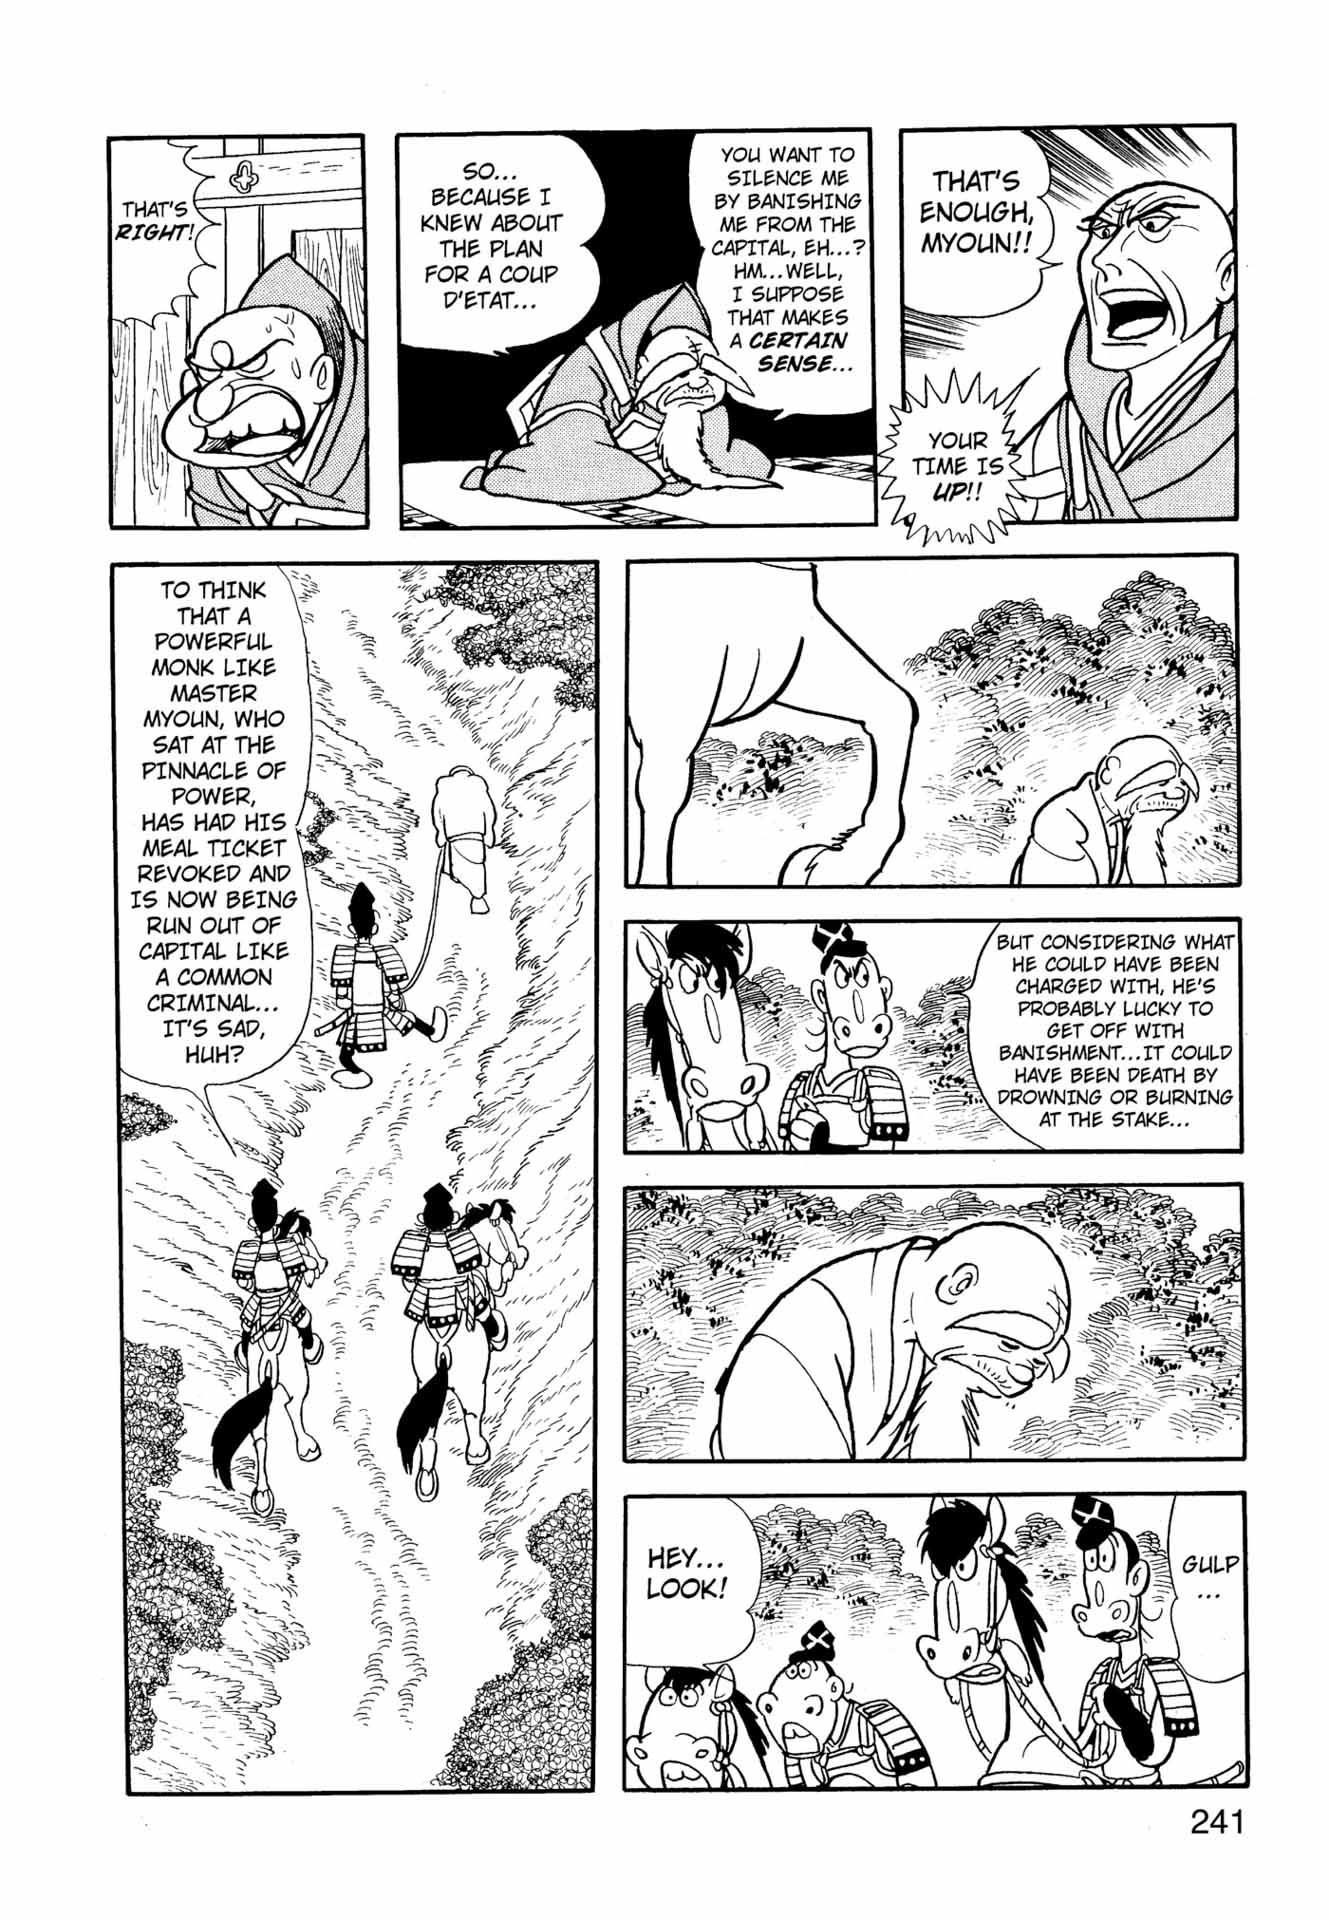 THAT'S
ENOUGH,
MYOUN!!
YOUR
TIME IS
UP!!
YOU WANT TO
SILENCE ME
BY BANISHING
ME FROM THE
CAPITAL, EH...?
HM...WELL,
I SUPPOSE
THAT MAKES
A CERTAIN
SENSE...
SO...
BECAUSE I
KNEW ABOUT
THE PLAN
FOR A COUP
D'ETAT...
THAT'S
RIGHT!
BUT CONSIDERING WHAT
HE COULD HAVE BEEN
CHARGED WITH, HE'S
PROBABLY LUCKY TO
GET OFF WITH
BANISHMENT...IT COULD
HAVE BEEN DEATH BY
DROWNING OR BURNING
AT THE STAKE...
GULP
...
HEY...
LOOK!
TO THINK
THAT A
POWERFUL
MONK LIKE
MASTER
MYOUN, WHO
SAT AT THE
PINNACLE OF
POWER,
HAS HAD HIS
MEAL TICKET
REVOKED AND
IS NOW BEING
RUN OUT OF
CAPITAL LIKE
A COMMON
CRIMINAL...
IT'S SAD,
HUH?
241